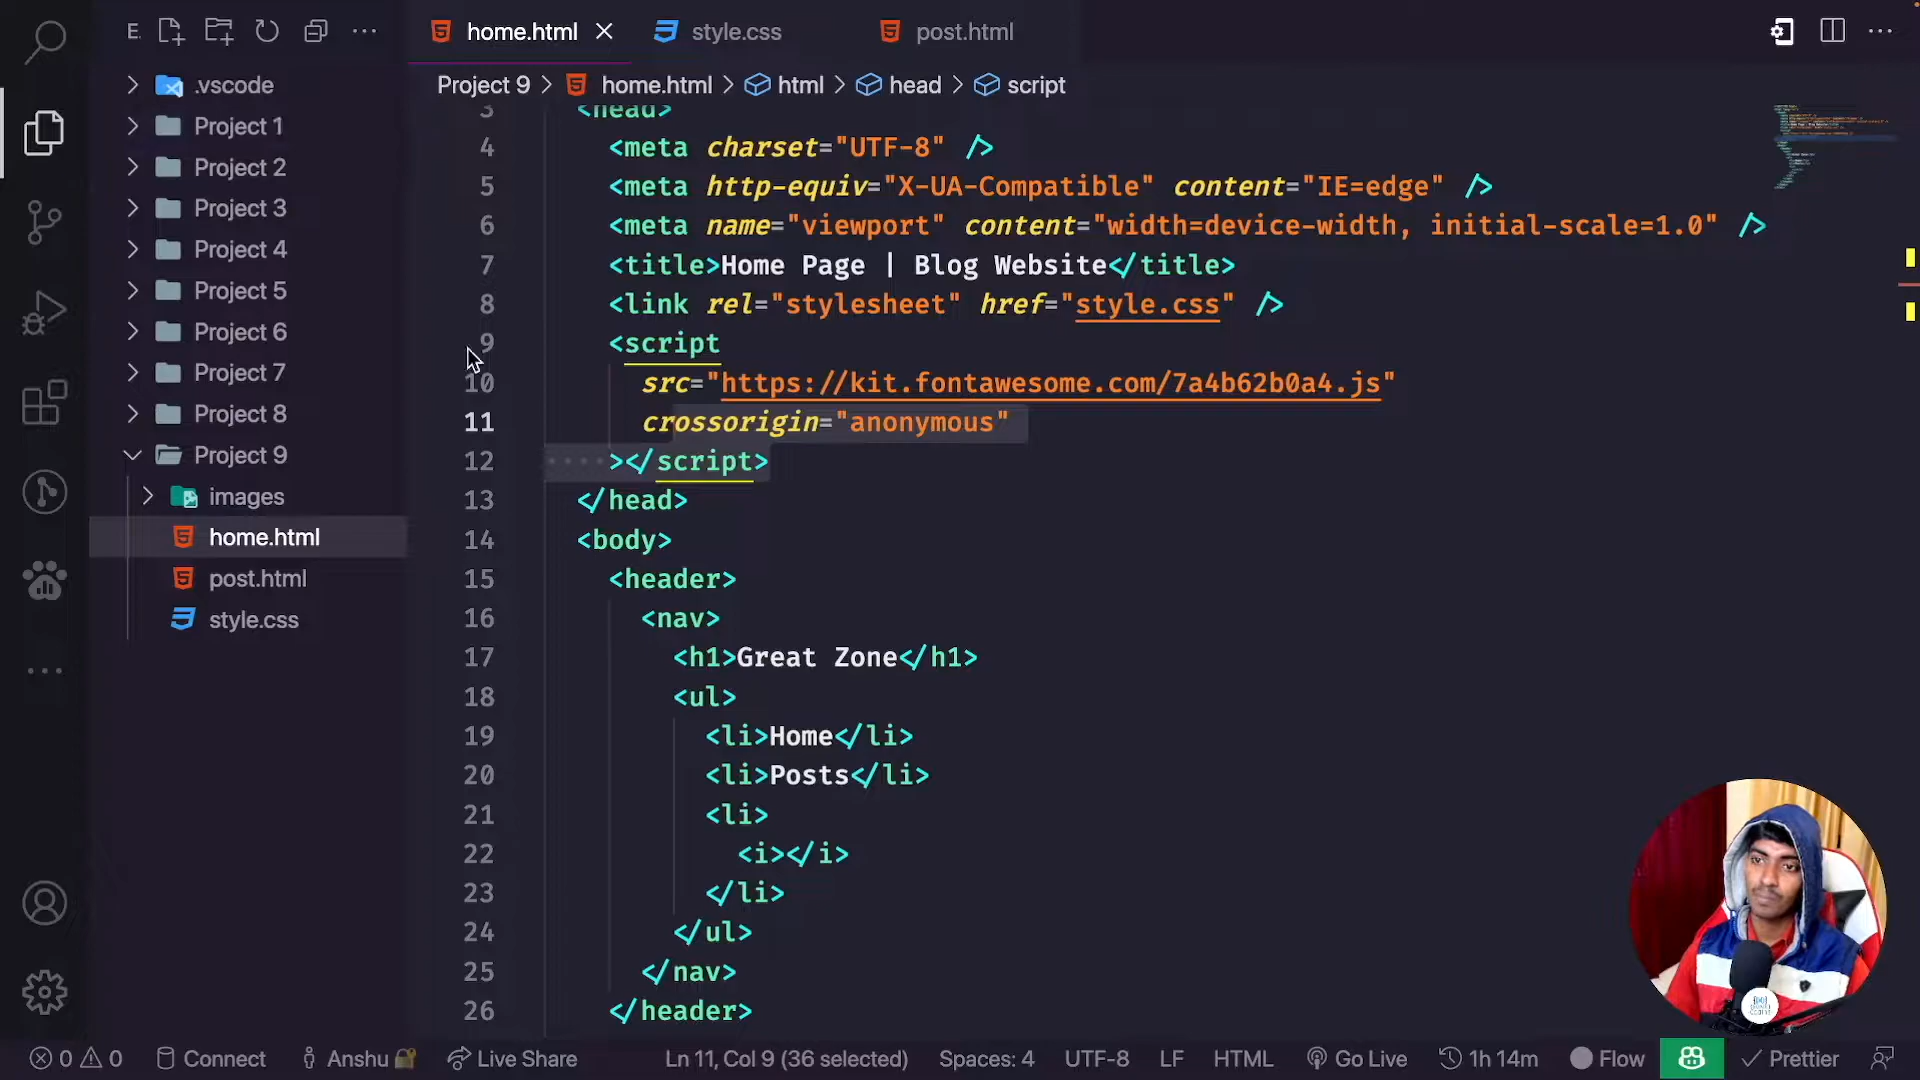 E
home.html
style.css
post.html
Project 9 > home.html > html > head > script
.vscode
Project 1
Project 2
Project 3
Project 4
Project 5
Project 6
Project 7
Project 8
Project 9
images
home.html
post.html
style.css
3 <head>
4 <meta charset="UTF-8" />
5 <meta http-equiv="X-UA-Compatible" content="IE=edge" />
6 <meta name="viewport" content="width=device-width, initial-scale=1.0" />
7 <title>Home Page | Blog Website</title>
8 <link rel="stylesheet" href="style.css" />
9 <script
10 src="https://kit.fontawesome.com/7a4b62b0a4.js"
11 crossorigin="anonymous"
12 ></script>
13 </head>
14 <body>
15 <header>
16 <nav>
17 <h1>Great Zone</h1>
18 <ul>
19 <li>Home</li>
20 <li>Posts</li>
21 <li>
22 <i></i>
23 </li>
24 </ul>
25 </nav>
26 </header>
0 0 Connect Anshu Live Share Ln 11, Col 9 (36 selected) Spaces: 4 UTF-8 LF HTML Go Live 1h 14m Flow Prettier